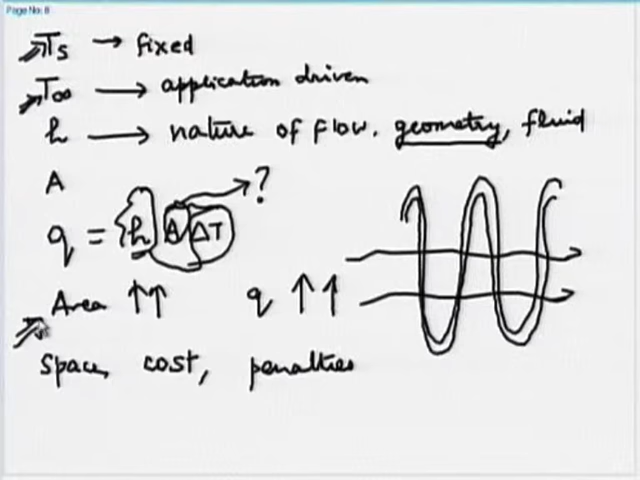 Page No: 8
Ts → fixed
T∞ → application driven
h → nature of flow, geometry, fluid
A
q = {h} A ΔT → ?
Area ↑↑ q ↑↑
Space, cost, penalties